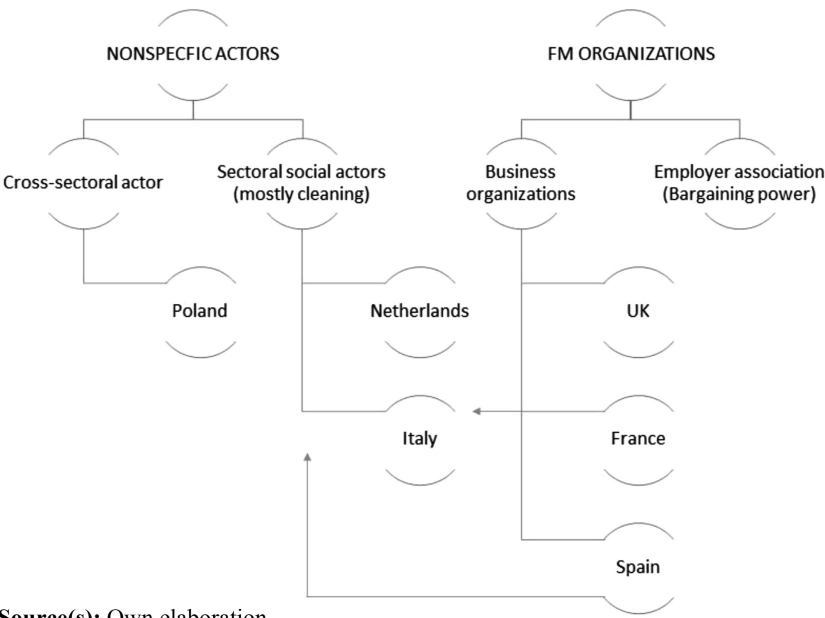 NONSPECFIC ACTORS
FM ORGANIZATIONS
Cross-sectoral actor
Sectoral social actors
(mostly cleaning)
Business
organizations
Employer association
(Bargaining power)
Poland
Netherlands
UK
Italy
France
Spain
Source(s): Own elaboration